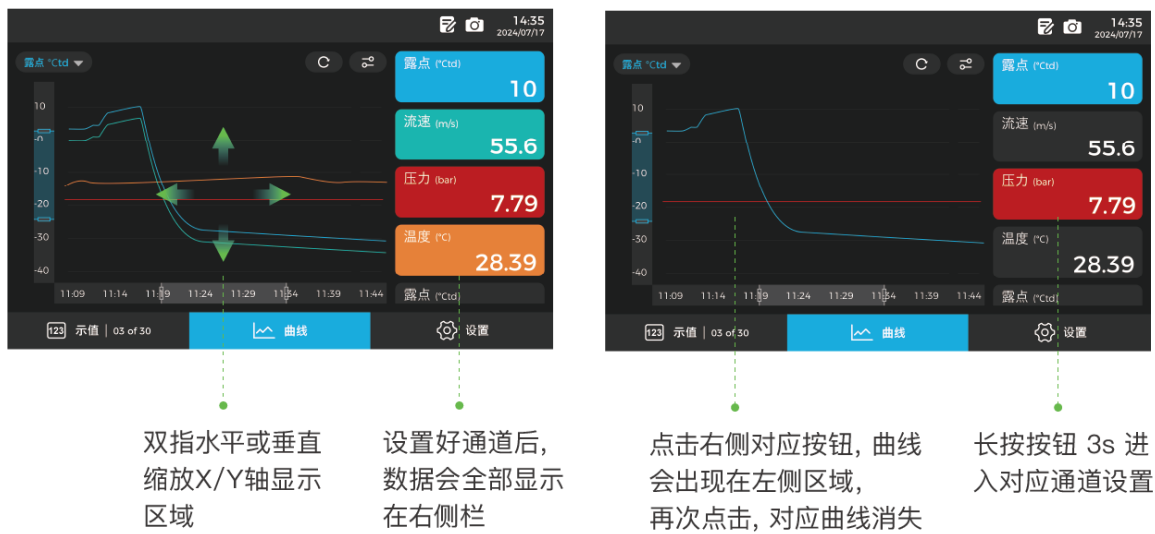 14:35
2024/07/17
露点 °Ctd
露点 (°Ctd)
10
流速 (m/s)
55.6
压力 (bar)
7.79
温度 (°C)
28.39
露点 (°Ctd)
10
-0
-10
-20
-30
-40
11:09 11:14 11:19 11:24 11:29 11:34 11:39 11:44
123 示值 | 03 of 30
曲线
设置
双指水平或垂直
缩放X/Y轴显示
区域
设置好通道后,
数据会全部显示
在右侧栏
14:35
2024/07/17
露点 °Ctd
露点 (°Ctd)
10
流速 (m/s)
55.6
压力 (bar)
7.79
温度 (°C)
28.39
露点 (°Ctd)
10
-0
-10
-20
-30
-40
11:09 11:14 11:19 11:24 11:29 11:34 11:39 11:44
123 示值 | 03 of 30
曲线
设置
点击右侧对应按钮, 曲线
会出现在左侧区域,
再次点击, 对应曲线消失
长按按钮 3s 进
入对应通道设置